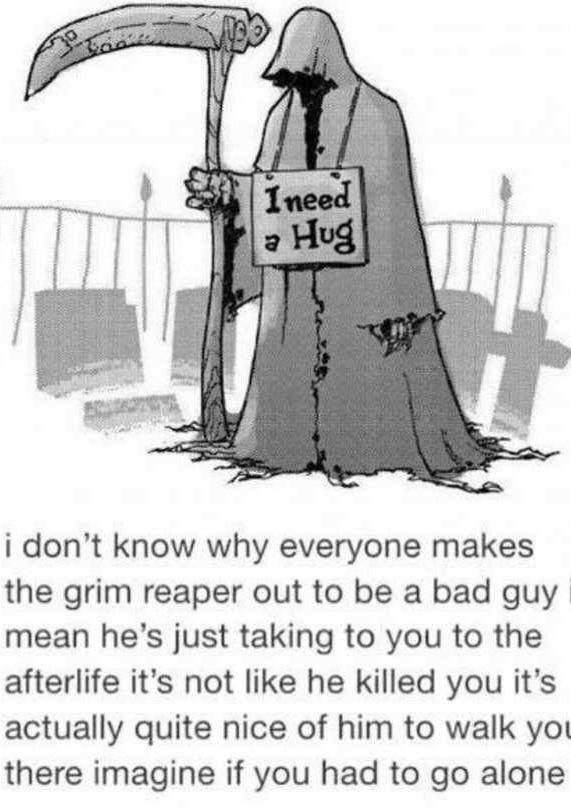 I need
a Hug
i don't know why everyone makes
the grim reaper out to be a bad guy i
mean he's just taking to you to the
afterlife it's not like he killed you it's
actually quite nice of him to walk you
there imagine if you had to go alone